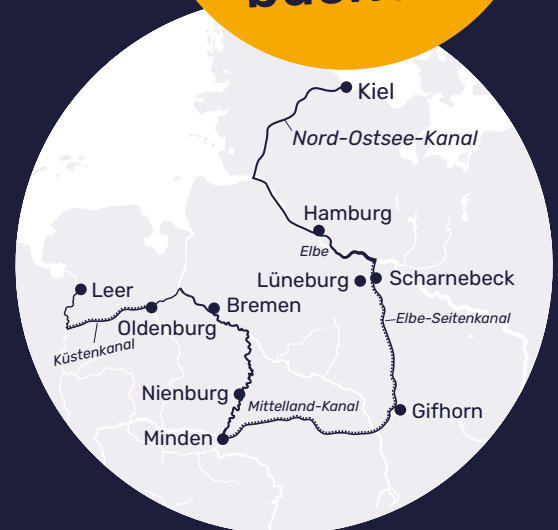 Kiel
Nord-Ostsee-Kanal
Hamburg
Elbe
Lüneburg
Scharnebeck
Leer
Bremen
Oldenburg
Elbe-Seitenkanal
Küstenkanal
Nienburg
Mittelland-Kanal
Gifhorn
Minden